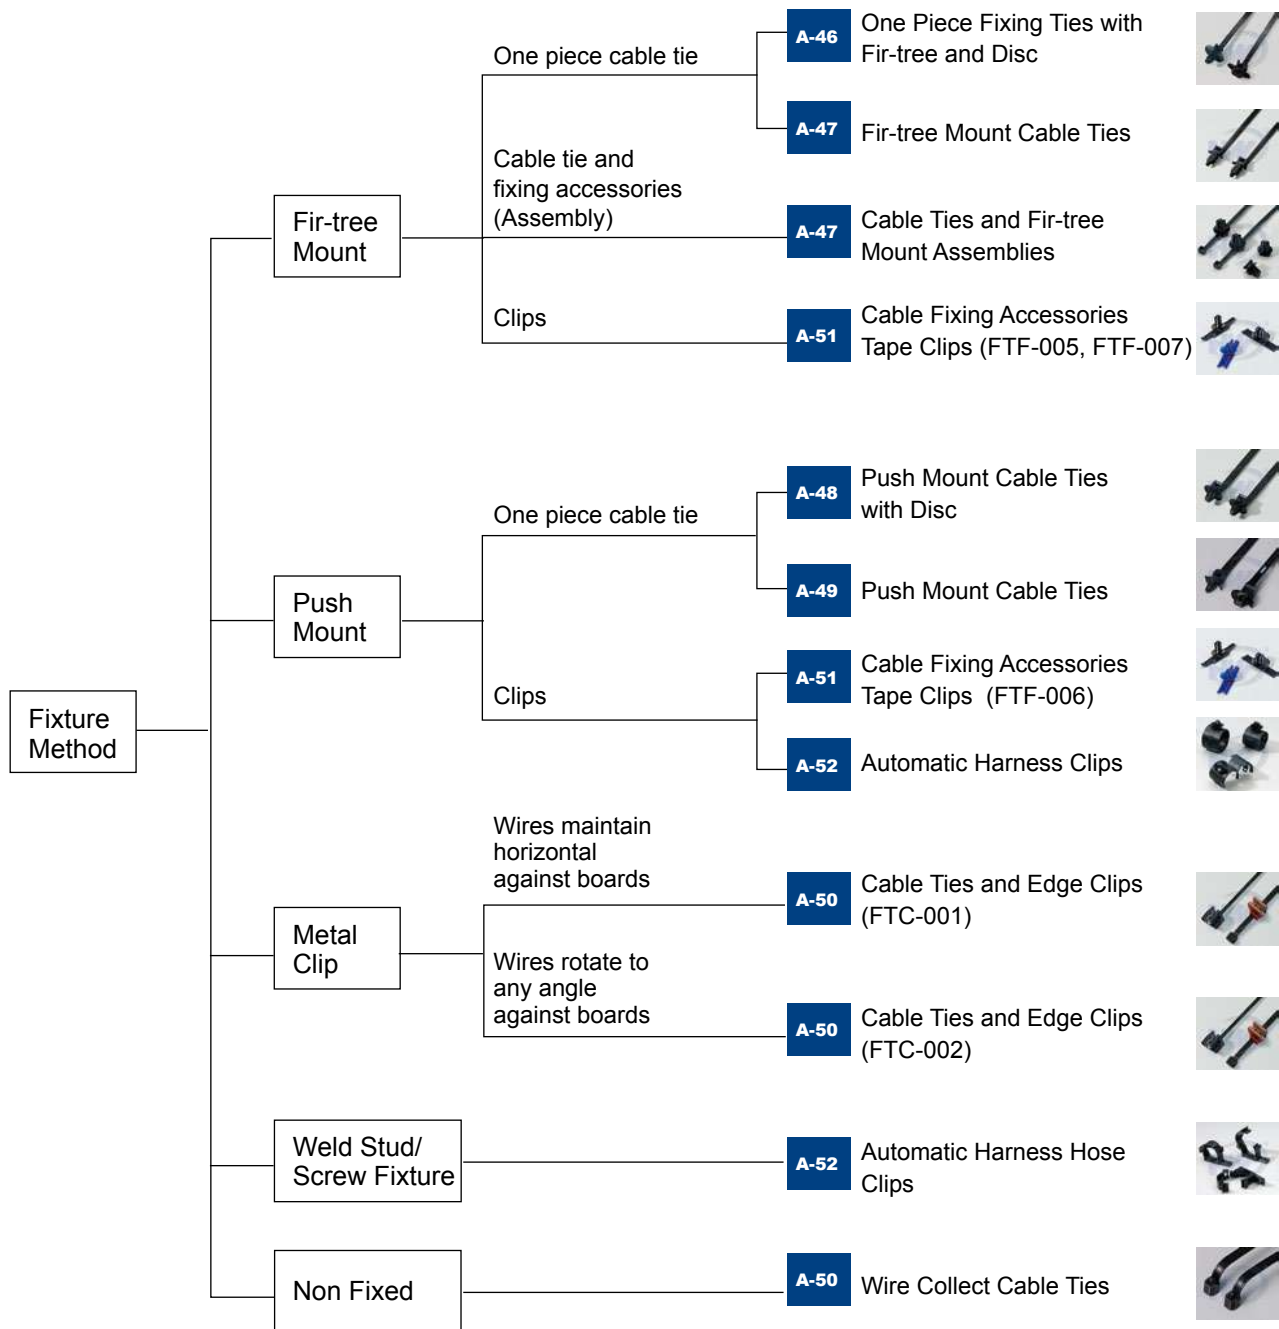 One piece cable tie
A-46
One Piece Fixing Ties with
Fir-tree and Disc
A-47
Fir-tree Mount Cable Ties
Fir-tree
Mount
Cable tie and
fixing accessories
(Assembly)
A-47
Cable Ties and Fir-tree
Mount Assemblies
Clips
A-51
Cable Fixing Accessories
Tape Clips (FTF-005, FTF-007)
One piece cable tie
A-48
Push Mount Cable Ties
with Disc
A-49
Push Mount Cable Ties
Push
Mount
Clips
A-51
Cable Fixing Accessories
Tape Clips (FTF-006)
A-52
Automatic Harness Clips
Fixture
Method
Wires maintain
horizontal
against boards
A-50
Cable Ties and Edge Clips
(FTC-001)
Metal
Clip
Wires rotate to
any angle
against boards
A-50
Cable Ties and Edge Clips
(FTC-002)
Weld Stud/
Screw Fixture
A-52
Automatic Harness Hose
Clips
Non Fixed
A-50
Wire Collect Cable Ties